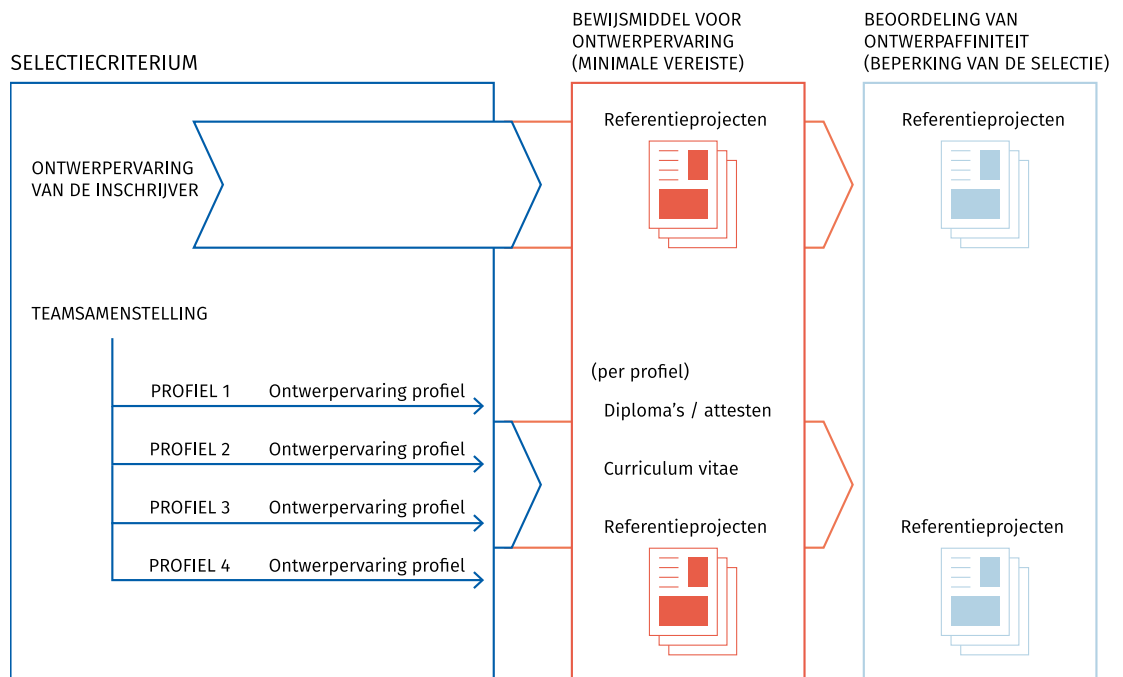 SELECTIECRITERIUM
BEWIJSMIDDEL VOOR
ONTWERPERVARING
(MINIMALE VEREISTE)
BEOORDELING VAN
ONTWERPAFFINITEIT
(BEPERKING VAN DE SELECTIE)
ONTWERPERVARING
VAN DE INSCHRIJVER
Referentieprojecten
Referentieprojecten
TEAMSAMENSTELLING
PROFIEL 1 Ontwerpervaring profiel
PROFIEL 2 Ontwerpervaring profiel
PROFIEL 3 Ontwerpervaring profiel
PROFIEL 4 Ontwerpervaring profiel
(per profiel)
Diploma's / attesten
Curriculum vitae
Referentieprojecten
Referentieprojecten